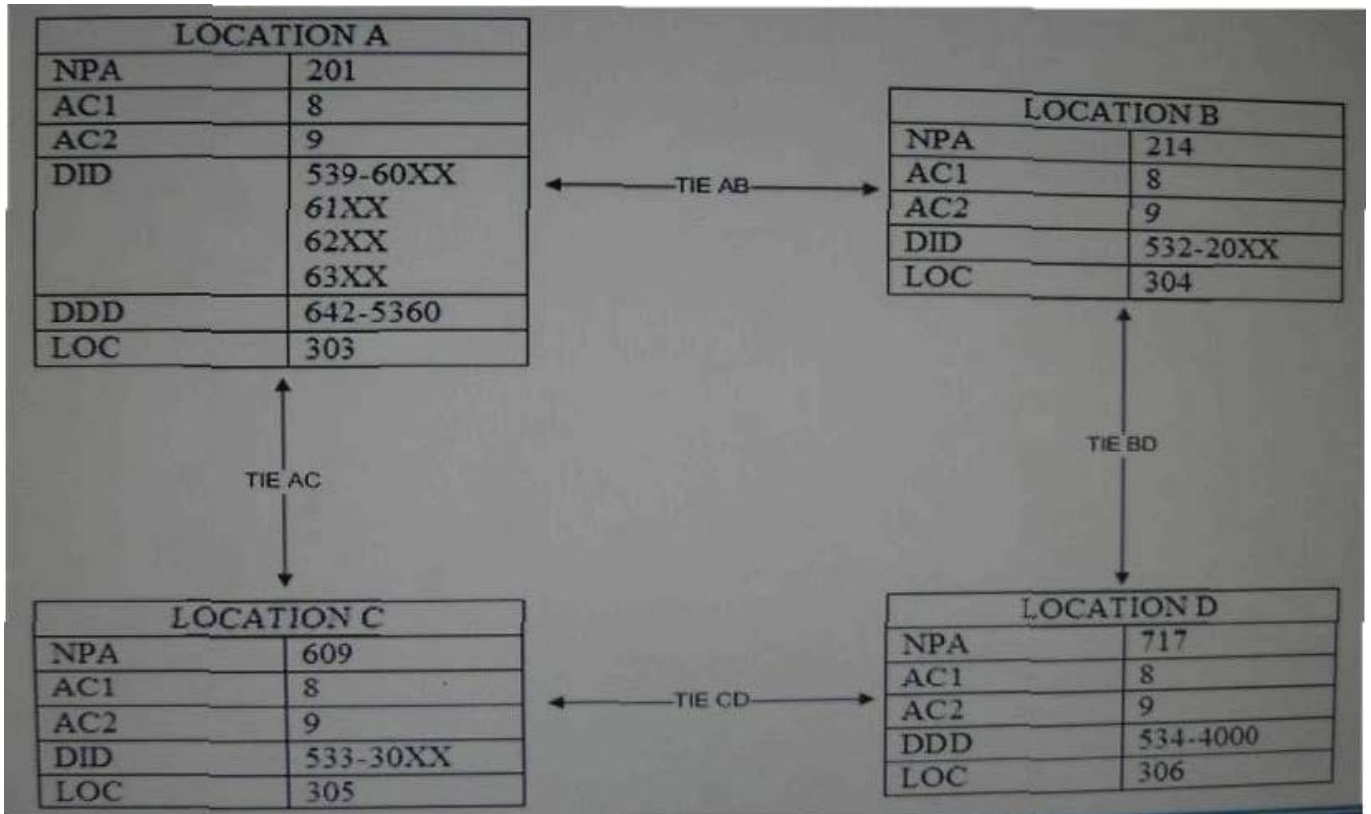 LOCATION A
NPA 201
AC1 8
AC2 9
DID 539-60XX
61XX
62XX
63XX
DDD 642-5360
LOC 303
TIE AB
LOCATION B
NPA 214
AC1 8
AC2 9
DID 532-20XX
LOC 304
TIE AC
TIE BD
LOCATION C
NPA 609
AC1 8
AC2 9
DID 533-30XX
LOC 305
TIE CD
LOCATION D
NPA 717
AC1 8
AC2 9
DDD 534-4000
LOC 306